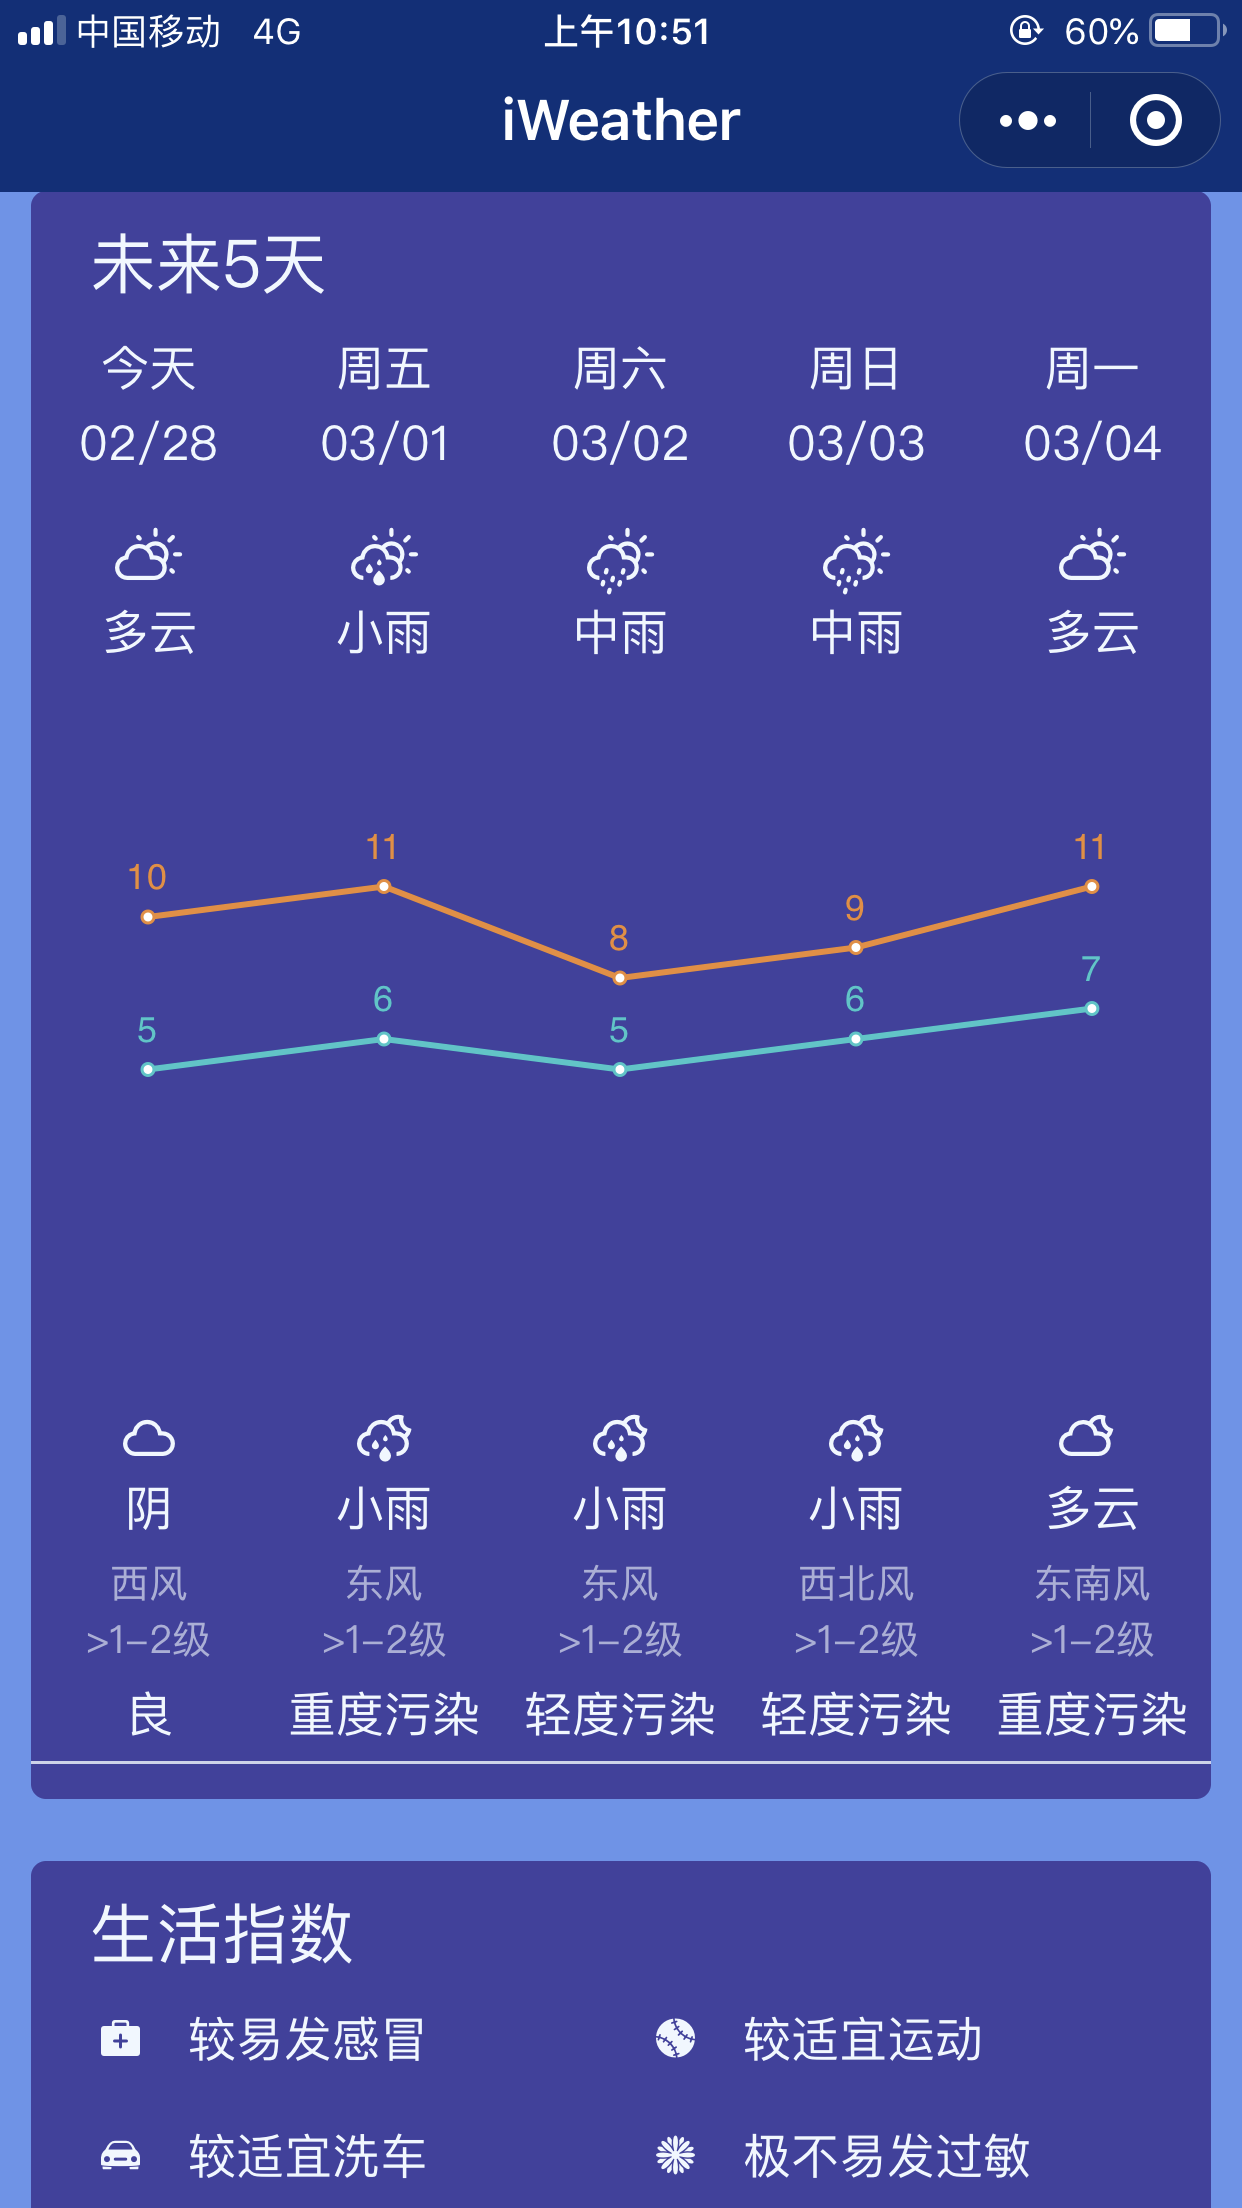 中国移动 4G 上午10:51 60%
iWeather
未来5天
今天 周五 周六 周日 周一
02/28 03/01 03/02 03/03 03/04
多云 小雨 中雨 中雨 多云
10 11 8 9 11
5 6 5 6 7
阴 小雨 小雨 小雨 多云
西风 东风 东风 西北风 东南风
>1-2级 >1-2级 >1-2级 >1-2级 >1-2级
良 重度污染 轻度污染 轻度污染 重度污染
生活指数
较易发感冒 较适宜运动
较适宜洗车 极不易发过敏